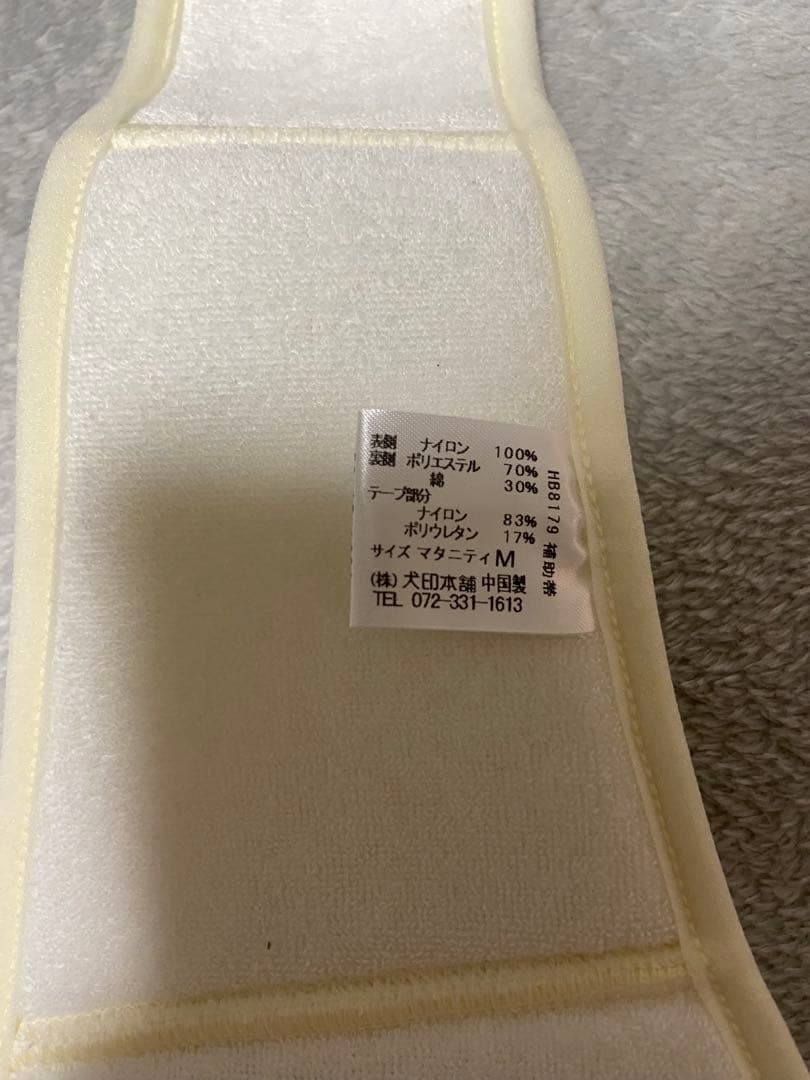 表側 ナイロン 100%
裏側 ポリエステル 70%
綿 30%
テープ部分
ナイロン 83%
ポリウレタン 17%
サイズ マタニティ M
(株) 犬印本舗 中国製
TEL 072-331-1613
HB8179 補助帯